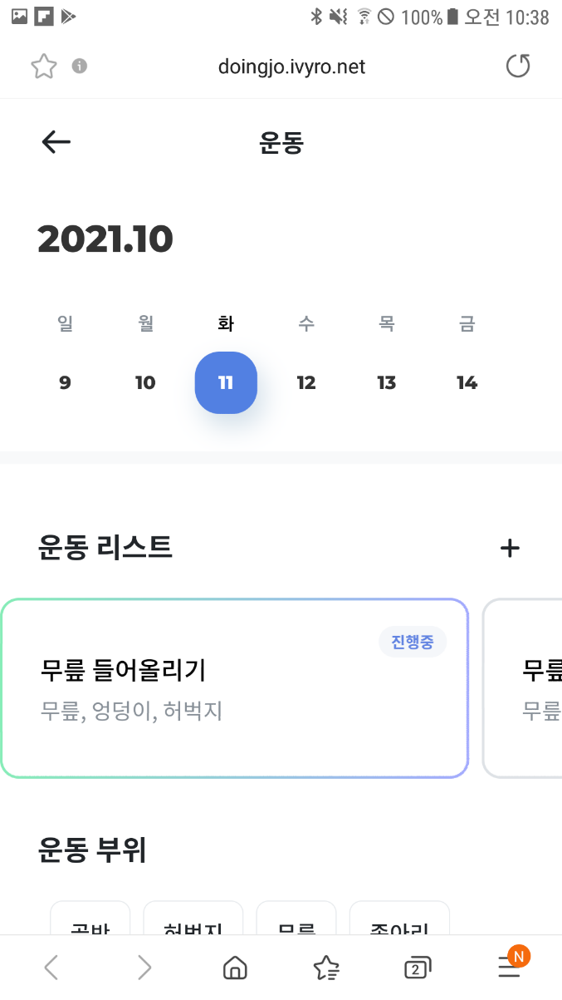 100% 오전 10:38
doingjo.ivyro.net
운동
2021.10
일 월 화 수 목 금
9 10 11 12 13 14
운동 리스트
진행중
무릎 들어올리기
무릎, 엉덩이, 허벅지
무릎
무릎
운동 부위
골반 허벅지 무릎 종아리
2
N